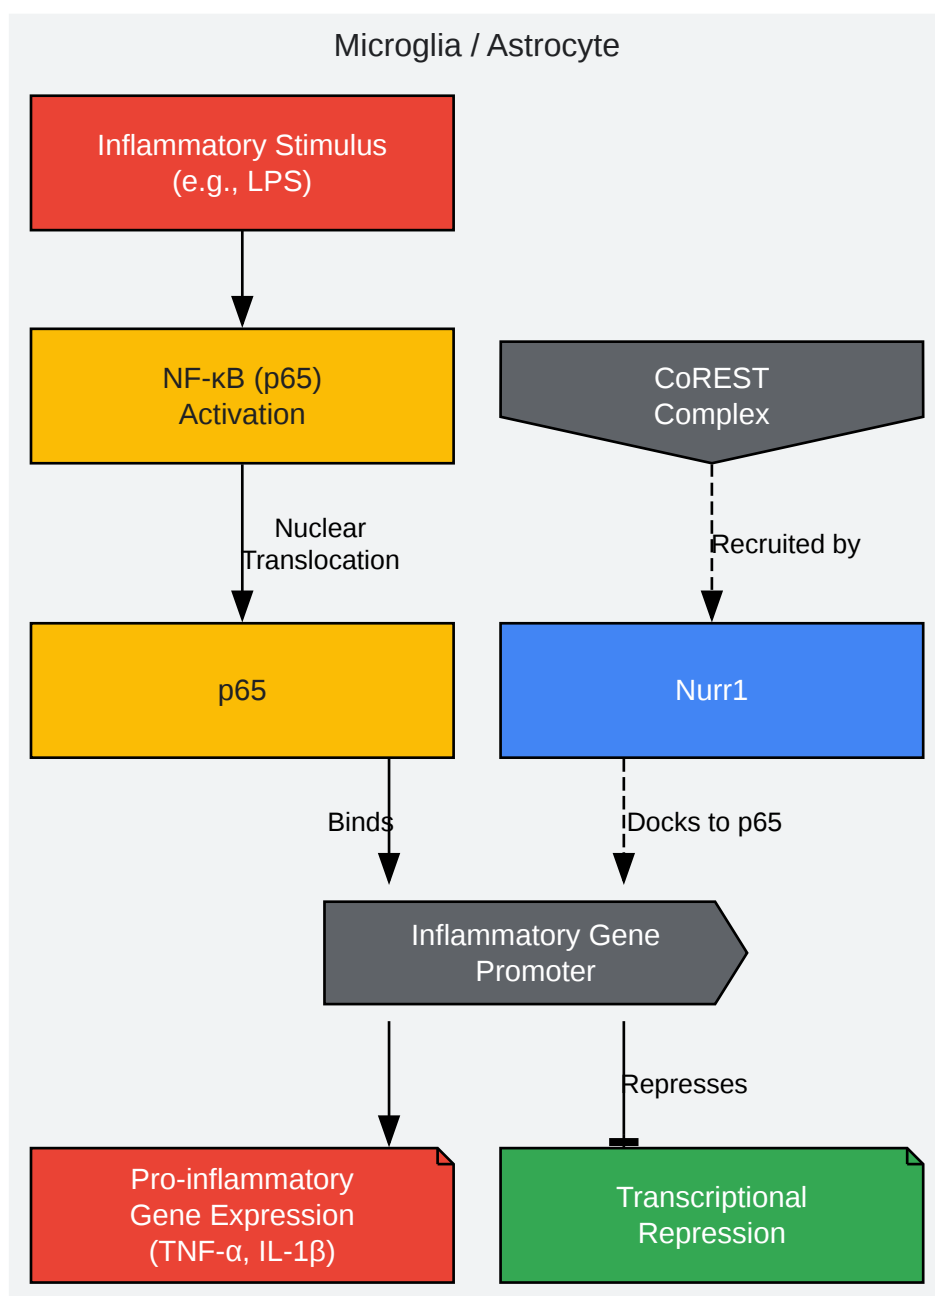 Microglia / Astrocyte
Inflammatory Stimulus
(e.g., LPS)
NF-κB (p65)
Activation
CoREST
Complex
Nuclear
Translocation
Recruited by
p65
Nurr1
Binds
Docks to p65
Inflammatory Gene
Promoter
Represses
Pro-inflammatory
Gene Expression
(TNF-α, IL-1β)
Transcriptional
Repression